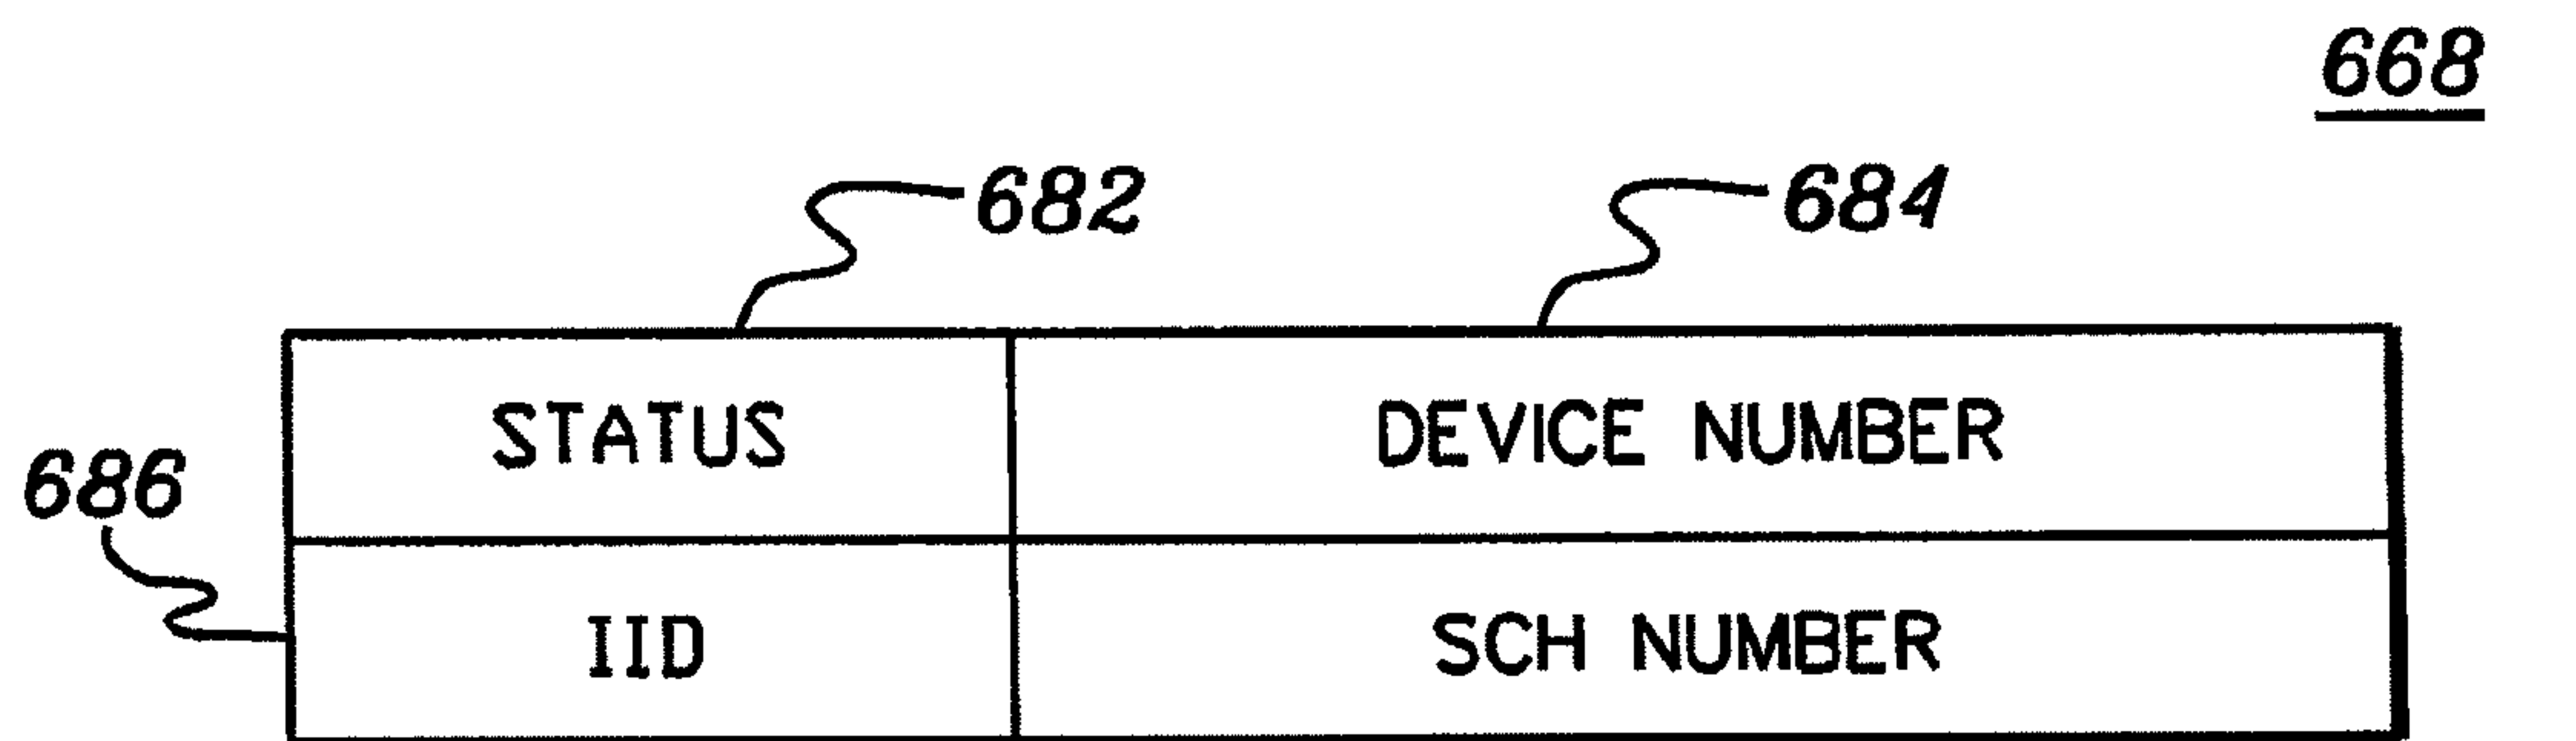 668
682 684
STATUS DEVICE NUMBER
686
IID SCH NUMBER